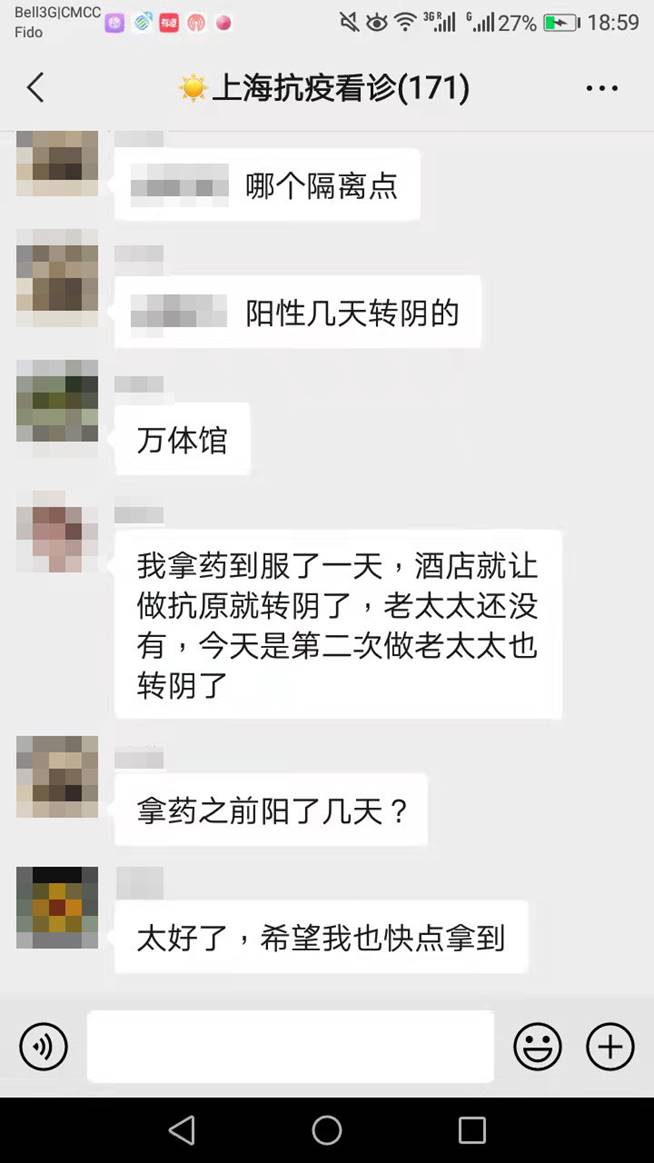 Bell3G|CMCC
Fido
3G R
G
27%
18:59
上海抗疫看诊(171)
哪个隔离点
阳性几天转阴的
万体馆
我拿药到服了一天，酒店就让
做抗原就转阴了，老太太还没
有，今天是第二次做老太太也
转阴了
拿药之前阳了几天？
太好了，希望我也快点拿到